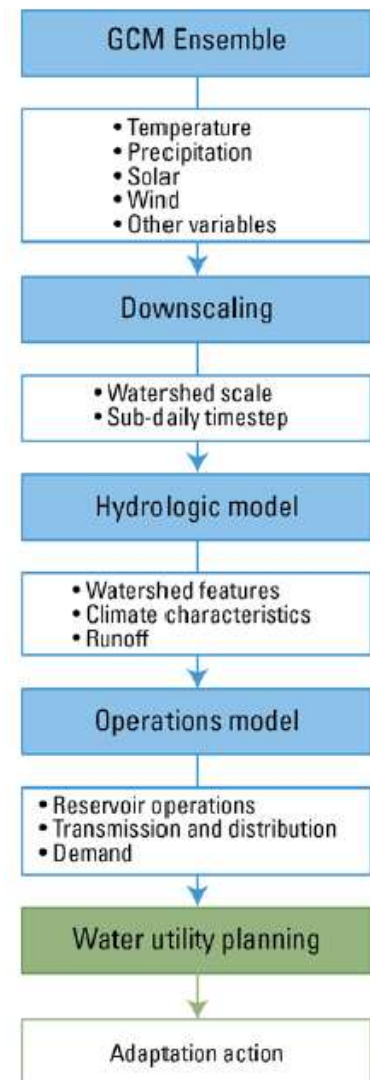 GCM Ensemble
• Temperature
• Precipitation
• Solar
• Wind
• Other variables
Downscaling
• Watershed scale
• Sub-daily timestep
Hydrologic model
• Watershed features
• Climate characteristics
• Runoff
Operations model
• Reservoir operations
• Transmission and distribution
• Demand
Water utility planning
Adaptation action